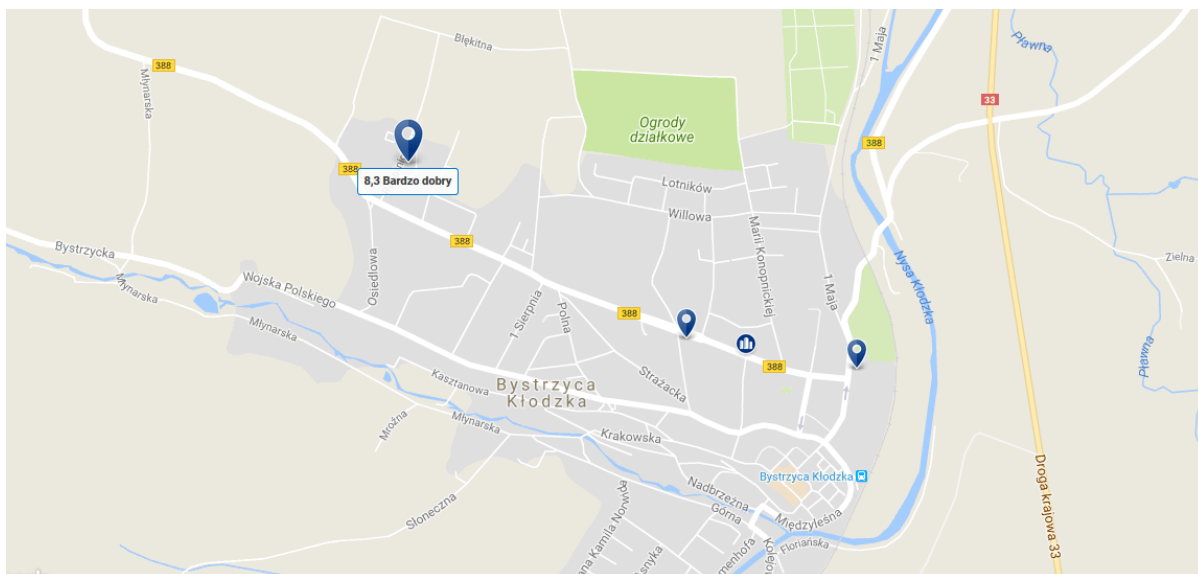 1 Maja
Pławna
Błękitna
388
Młynarska
33
Ogrody
działkowe
388
388
8,3 Bardzo dobry
Lotników
Willowa
Marii Konopnickiej
388
Bystrzycka
Osiedlowa
Zielna
Nysa Kłodzka
Młynarska
Wojska Polskiego
1 Maja
1 Sierpnia
Polna
388
Młynarska
Pławna
388
Strażacka
Kasztanowa
Bystrzyca
Kłodzka
Mroźna
Młynarska
Krakowska
Bystrzyca Kłodzka
Nadbrzeżna
Słoneczna
Górna
Międzyleśna
Droga krajowa 33
Floriańska